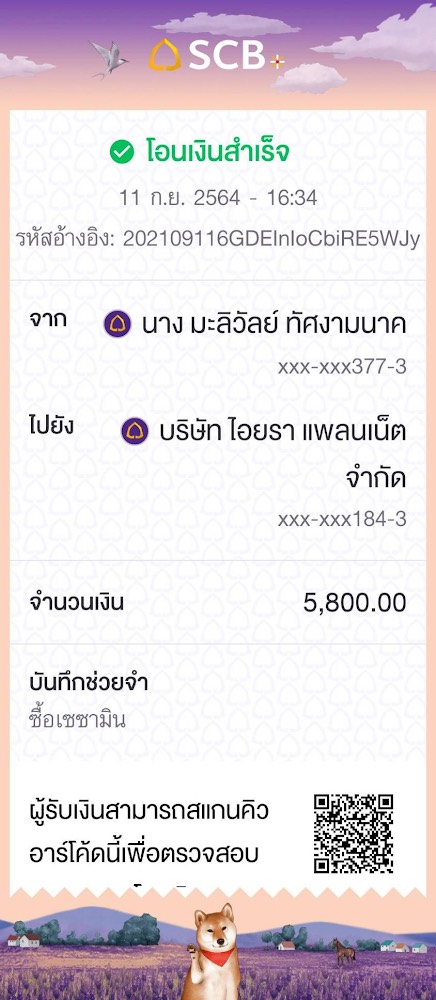 SCB
โอนเงินสำเร็จ
11 ก.ย. 2564 - 16:34
รหัสอ้างอิง: 202109116GDEInIoCbiRE5WJy
จาก
นาง มะลิวัลย์ ทัศงามนาค
xxx-xxx377-3
ไปยัง
บริษัท ไอยรา แพลนเน็ต
จำกัด
xxx-xxx184-3
จำนวนเงิน
5,800.00
บันทึกช่วยจำ
ซื้อเซซามิน
ผู้รับเงินสามารถสแกนคิว
อาร์โค้ดนี้เพื่อตรวจสอบ